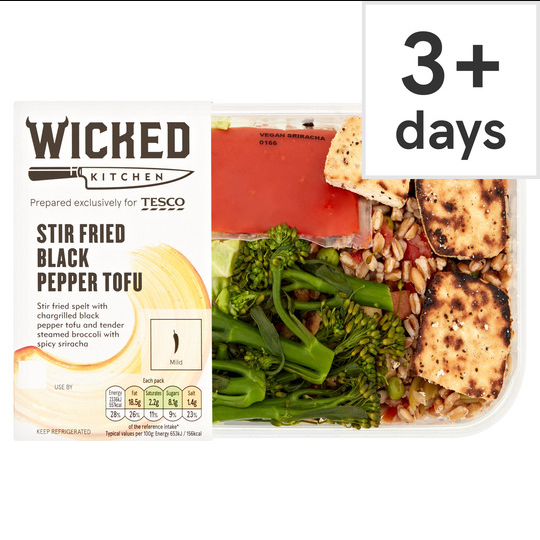 3+
days
WICKED
KITCHEN
Prepared exclusively for TESCO
STIR FRIED
BLACK
PEPPER TOFU
Stir fried spelt with
chargrilled black
pepper tofu and tender
steamed broccoli with
spicy sriracha
Mild
USE BY
Each pack
Energy Fat Saturates Sugars Salt
2336kJ 18.5g 2.2g 8.1g 1.4g
28% 26% 11% 9% 23%
of the reference intake*
Typical values per 100g: Energy 653kJ / 156kcal
KEEP REFRIGERATED
VEGAN SRIRACHA
0166